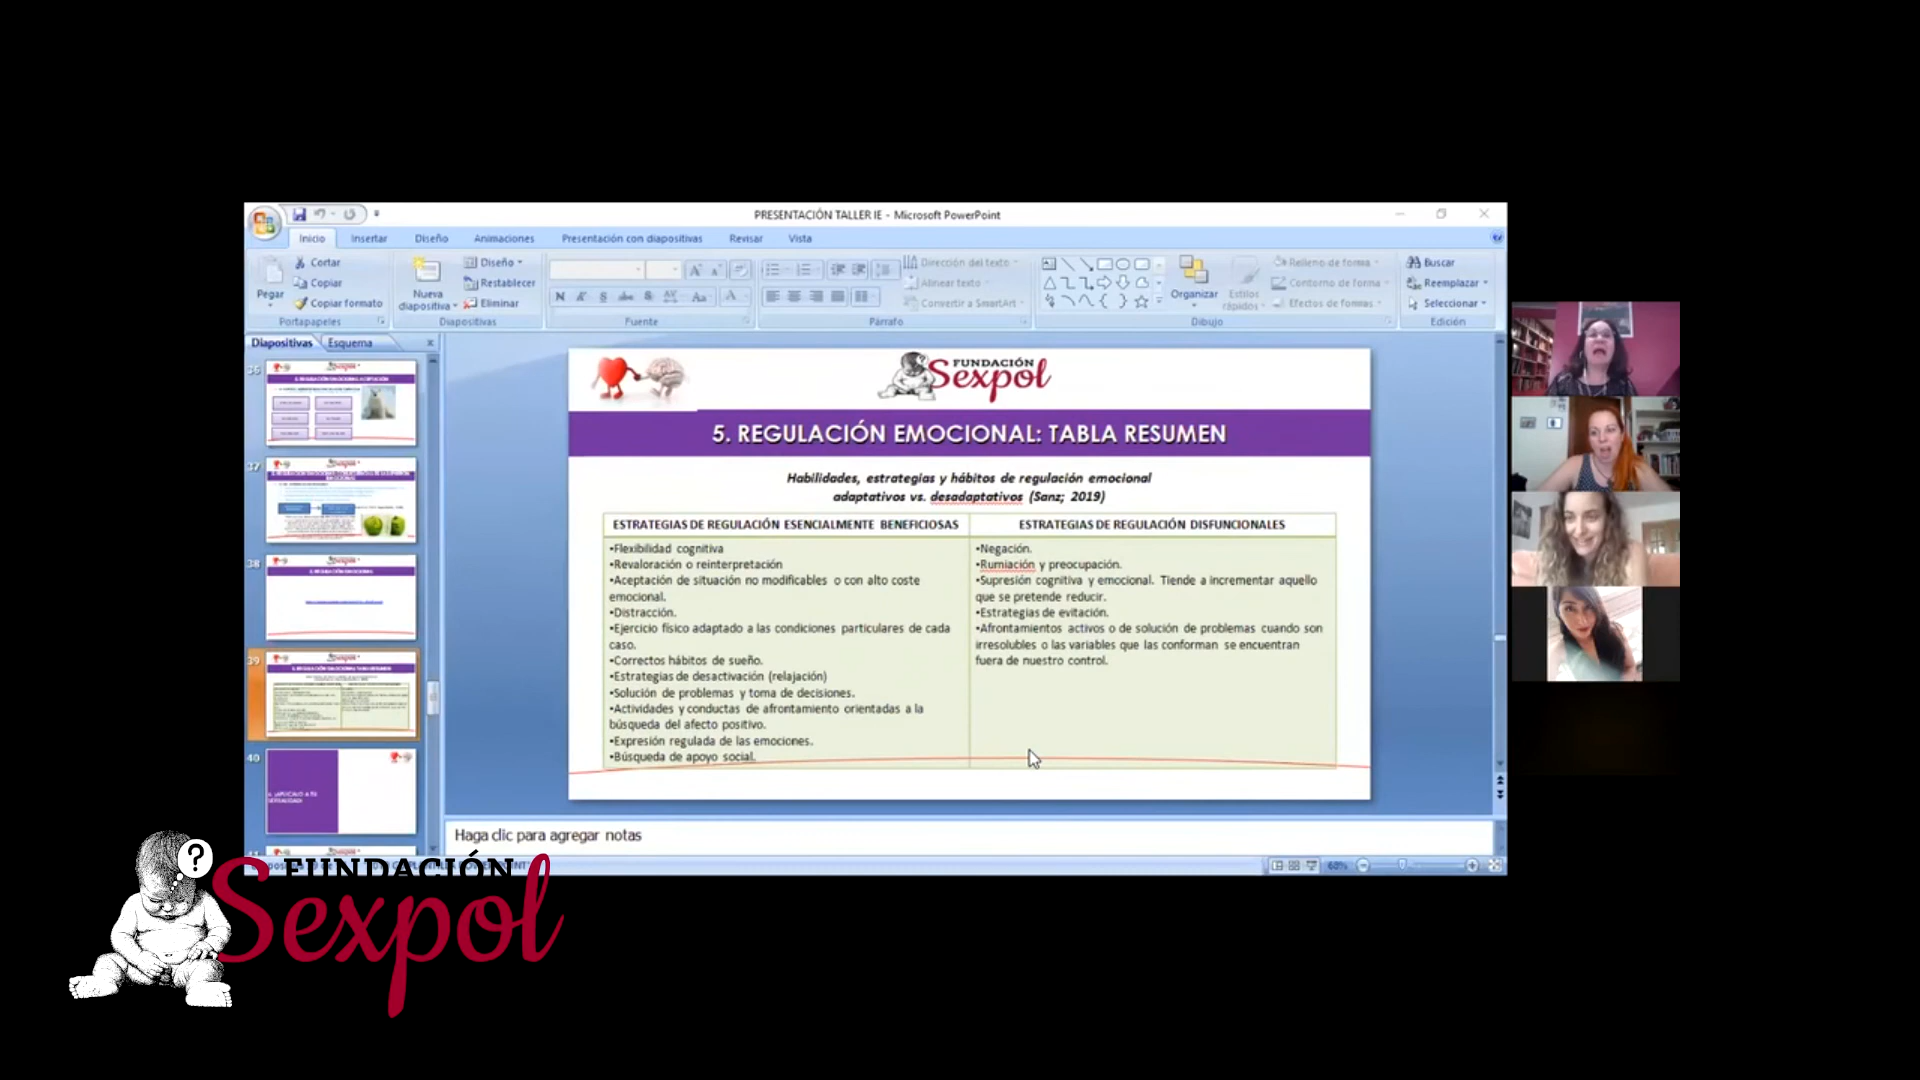 PRESENTACIÓN TALLER IE - Microsoft PowerPoint
Inicio Insertar Diseño Animaciones Presentación con diapositivas Revisar Vista
Pegar
Cortar
Copiar
Copiar formato
Portapapeles
Nueva
diapositiva
Diseño
Restablecer
Eliminar
Diapositivas
Fuente
Dirección del texto
Alinear texto
Convertir a SmartArt
Párrafo
Organizar
Estilos
rápidos
Relleno de forma
Contorno de forma
Efectos de formas
Dibujo
Buscar
Reemplazar
Seleccionar
Edición
Diapositivas Esquema
36
37
38
39
40
FUNDACIÓN
Sexpol
5. REGULACIÓN EMOCIONAL: TABLA RESUMEN
Habilidades, estrategias y hábitos de regulación emocional
adaptativos vs. desadaptativos (Sanz; 2019)
ESTRATEGIAS DE REGULACIÓN ESENCIALMENTE BENEFICIOSAS
•Flexibilidad cognitiva
•Revaloración o reinterpretación
•Aceptación de situación no modificables o con alto coste
emocional.
•Distracción.
•Ejercicio físico adaptado a las condiciones particulares de cada
caso.
•Correctos hábitos de sueño.
•Estrategias de desactivación (relajación)
•Solución de problemas y toma de decisiones.
•Actividades y conductas de afrontamiento orientadas a la
búsqueda del afecto positivo.
•Expresión regulada de las emociones.
•Búsqueda de apoyo social.
ESTRATEGIAS DE REGULACIÓN DISFUNCIONALES
•Negación.
•Rumiación y preocupación.
•Supresión cognitiva y emocional. Tiende a incrementar aquello
que se pretende reducir.
•Estrategias de evitación.
•Afrontamientos activos o de solución de problemas cuando son
irresolubles o las variables que las conforman se encuentran
fuera de nuestro control.
Haga clic para agregar notas
68%
?
FUNDACIÓN
Sexpol